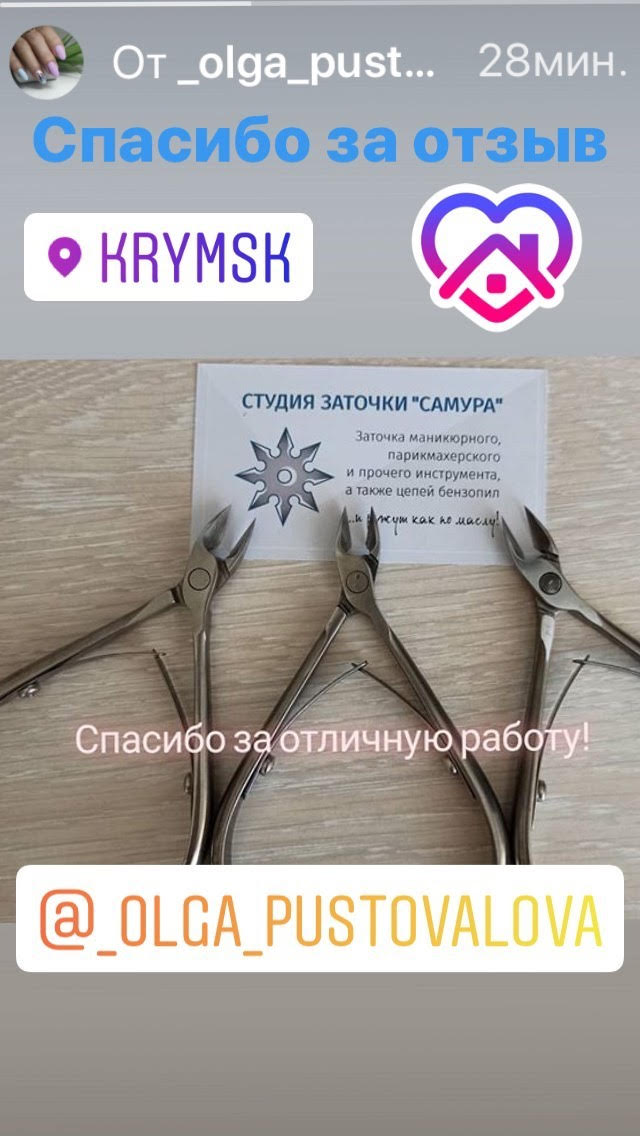 От _olga_pust... 28мин.
Спасибо за отзыв
KRYMSK
СТУДИЯ ЗАТОЧКИ "САМУРА"
Заточка маникюрного,
парикмахерского
и прочего инструмента,
а также цепей бензопил
как по маслу!
Спасибо за отличную работу!
@_OLGA_PUSTOVALOVA